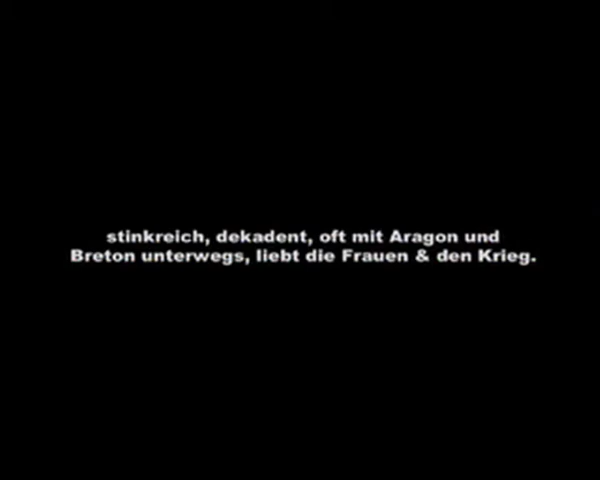 stinkreich, dekadent, oft mit Aragon und
Breton unterwegs, liebt die Frauen & den Krieg.